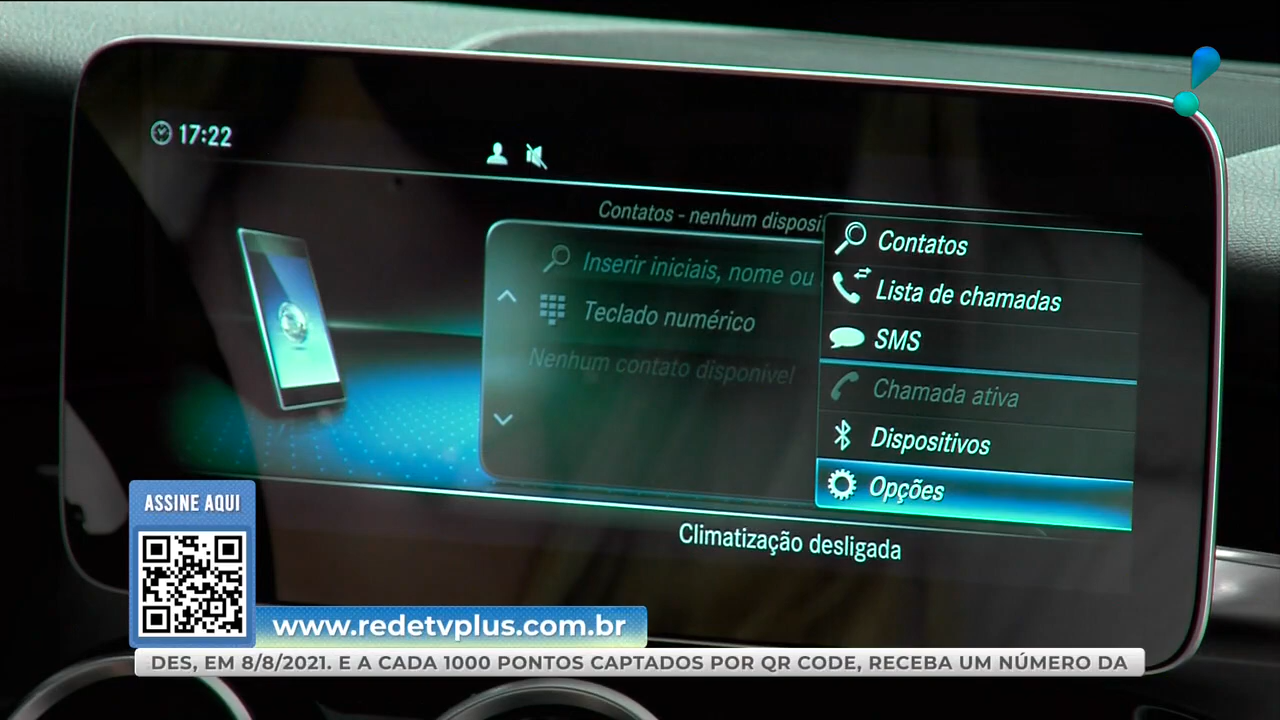 17:22
Contatos - nenhum disposi
Inserir iniciais, nome ou
Teclado numérico
Nenhum contato disponível
Contatos
Lista de chamadas
SMS
Chamada ativa
Dispositivos
Opções
Climatização desligada
ASSINE AQUI
www.redetvplus.com.br
DES, EM 8/8/2021. E A CADA 1000 PONTOS CAPTADOS POR QR CODE, RECEBA UM NÚMERO DA